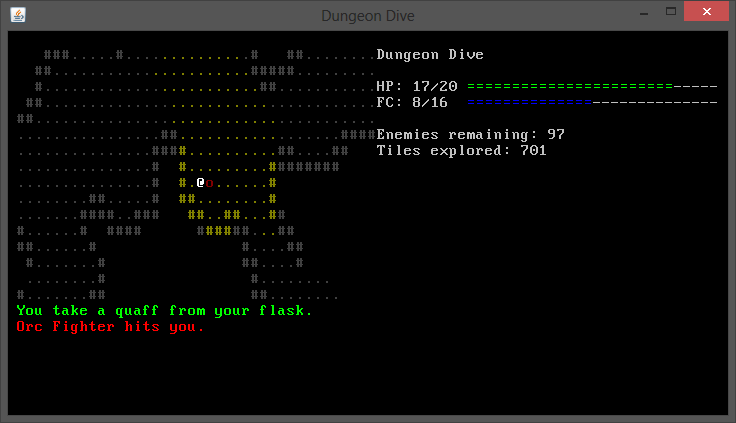 Dungeon Dive
Dungeon Dive
HP: 17/20
FC: 8/16
Enemies remaining: 97
Tiles explored: 701
You take a quaff from your flask.
Orc Fighter hits you.